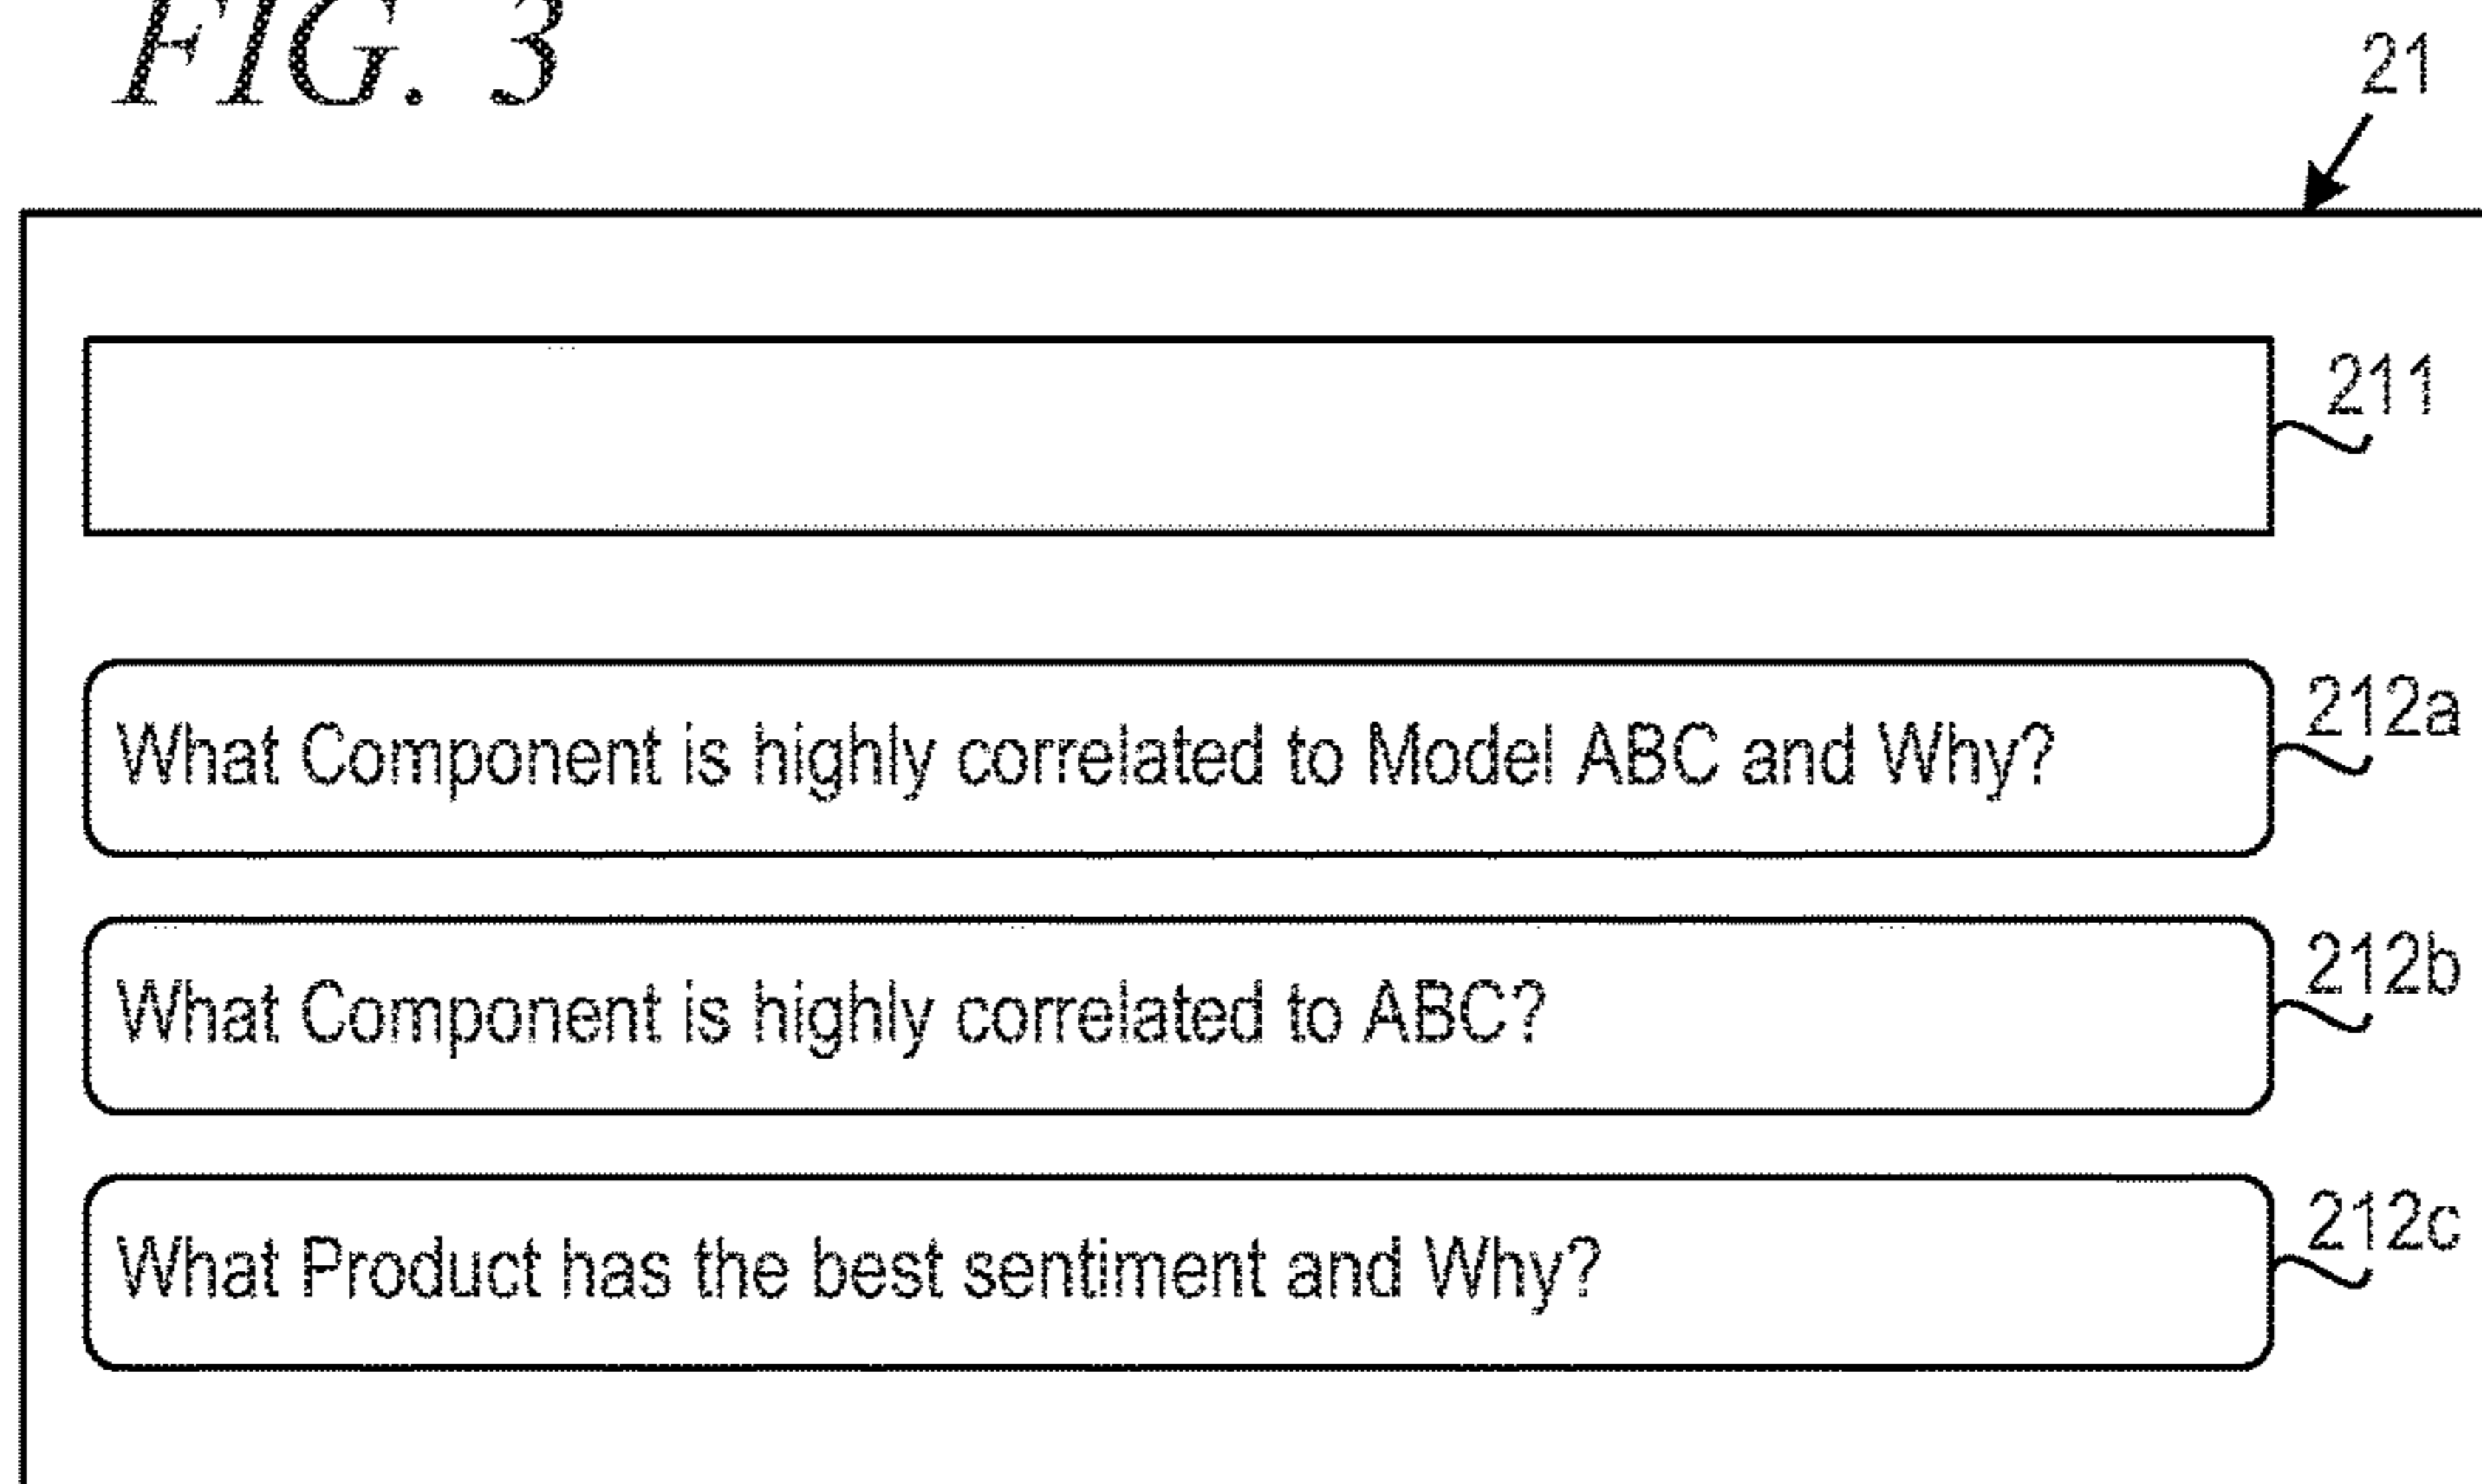 FIG. 3
21
211
What Component is highly correlated to Model ABC and Why?
212a
What Component is highly correlated to ABC?
212b
What Product has the best sentiment and Why?
212c